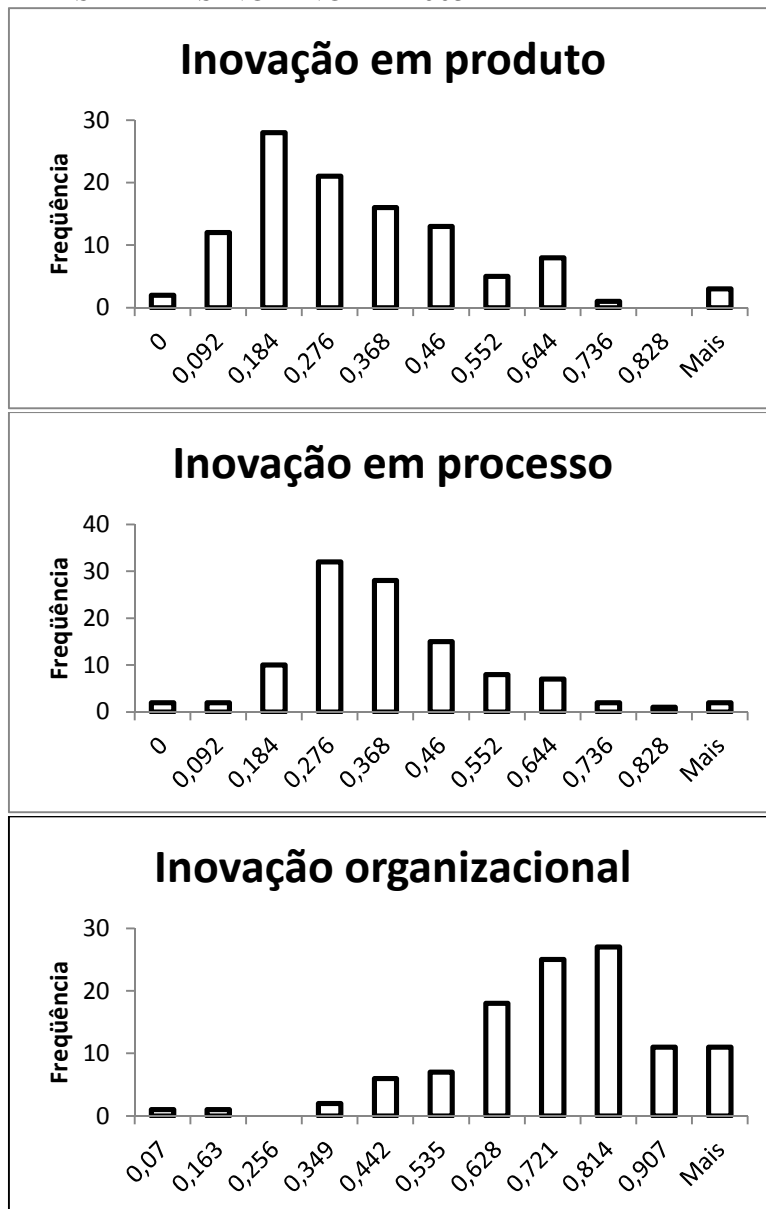 Inovação em produto
Freqüência
30
20
10
0
0 0,092 0,184 0,276 0,368 0,46 0,552 0,644 0,736 0,828 Mais
Inovação em processo
Freqüência
40
30
20
10
0
0 0,092 0,184 0,276 0,368 0,46 0,552 0,644 0,736 0,828 Mais
Inovação organizacional
Freqüência
30
20
10
0
0,07 0,163 0,256 0,349 0,442 0,535 0,628 0,721 0,814 0,907 Mais